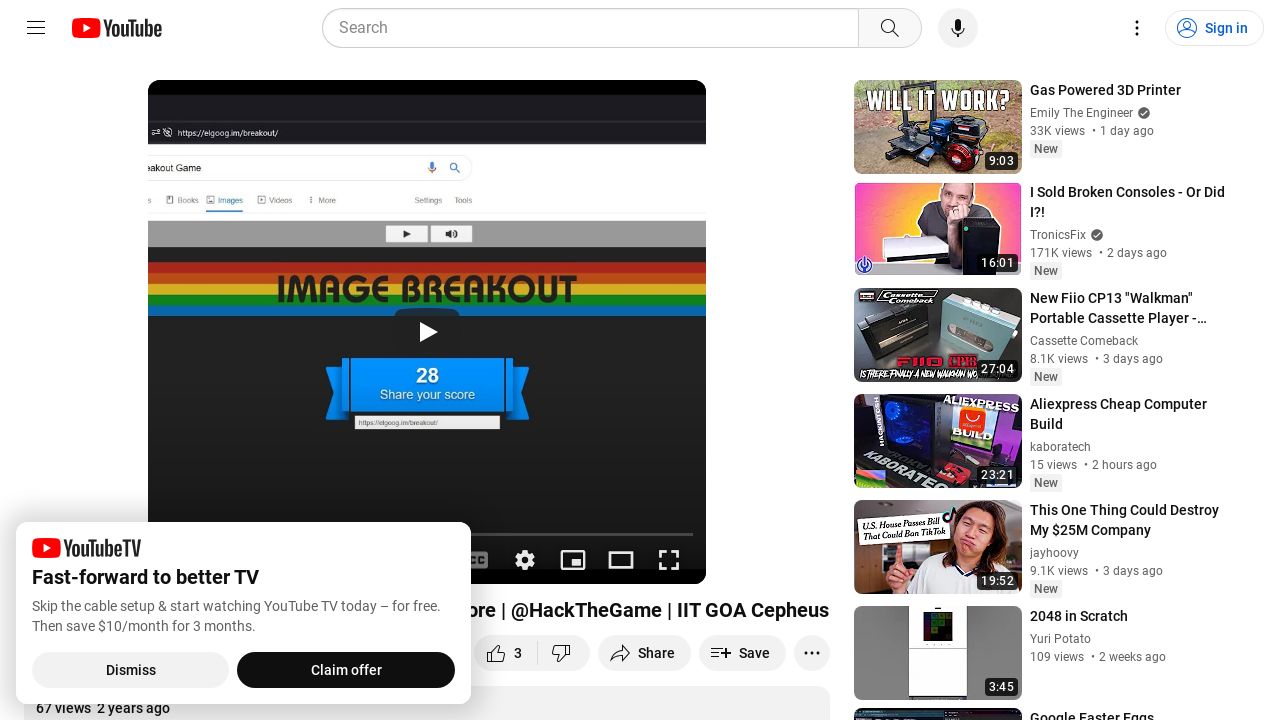 YouTube
Search
Sign in
https://elgoog.im/breakout/
eakout Game
s
Books
Images
Videos
More
Settings
Tools
IMAGE BREAKOUT
28
Share your score
https://elgoog.im/breakout/
CC
ore | @HackTheGame | IIT GOA Cepheus
3
Share
Save
67 views 2 years ago
YouTubeTV
Fast-forward to better TV
Skip the cable setup & start watching YouTube TV today – for free.
Then save $10/month for 3 months.
Dismiss
Claim offer
WILL IT WORK?
9:03
Gas Powered 3D Printer
Emily The Engineer
33K views • 1 day ago
New
16:01
I Sold Broken Consoles - Or Did
I?!
TronicsFix
171K views • 2 days ago
New
Cassette
Comeback
FIIO CP13
IS THERE FINALLY A NEW WALKMAN WO
27:04
New Fiio CP13 "Walkman"
Portable Cassette Player -...
Cassette Comeback
8.1K views • 3 days ago
New
ALIEXPRESS
AliExpress
BUILD
HACKINTOSH
KABORATECH
23:21
Aliexpress Cheap Computer
Build
kaboratech
15 views • 2 hours ago
New
U.S. House Passes Bill
That Could Ban TikTok
19:52
This One Thing Could Destroy
My $25M Company
jayhoovy
9.1K views • 3 days ago
New
3:45
2048 in Scratch
Yuri Potato
109 views • 2 weeks ago
Google Easter Eggs